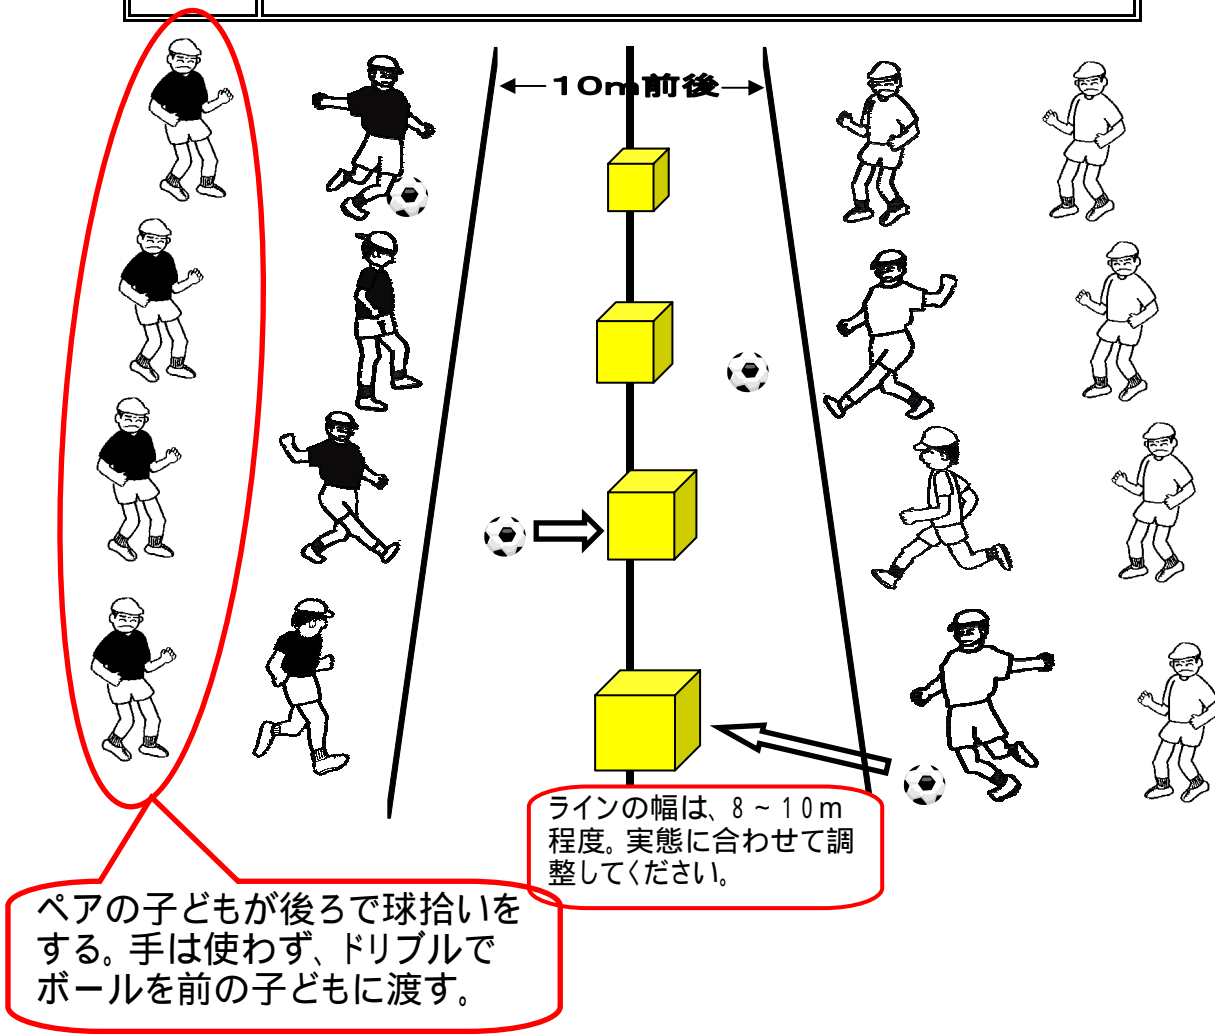 10m前後
ラインの幅は、8~10m
程度。実態に合わせて調
整してください。
ペアの子どもが後ろで球拾いを
する。手は使わず、ドリブルで
ボールを前の子どもに渡す。